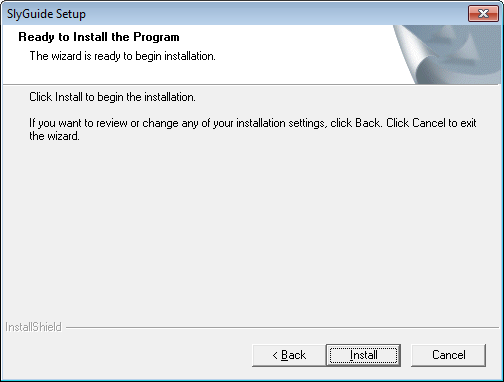 SlyGuide Setup
Ready to Install the Program
The wizard is ready to begin installation.
Click Install to begin the installation.
If you want to review or change any of your installation settings, click Back. Click Cancel to exit
the wizard.
InstallShield
< Back
Install
Cancel